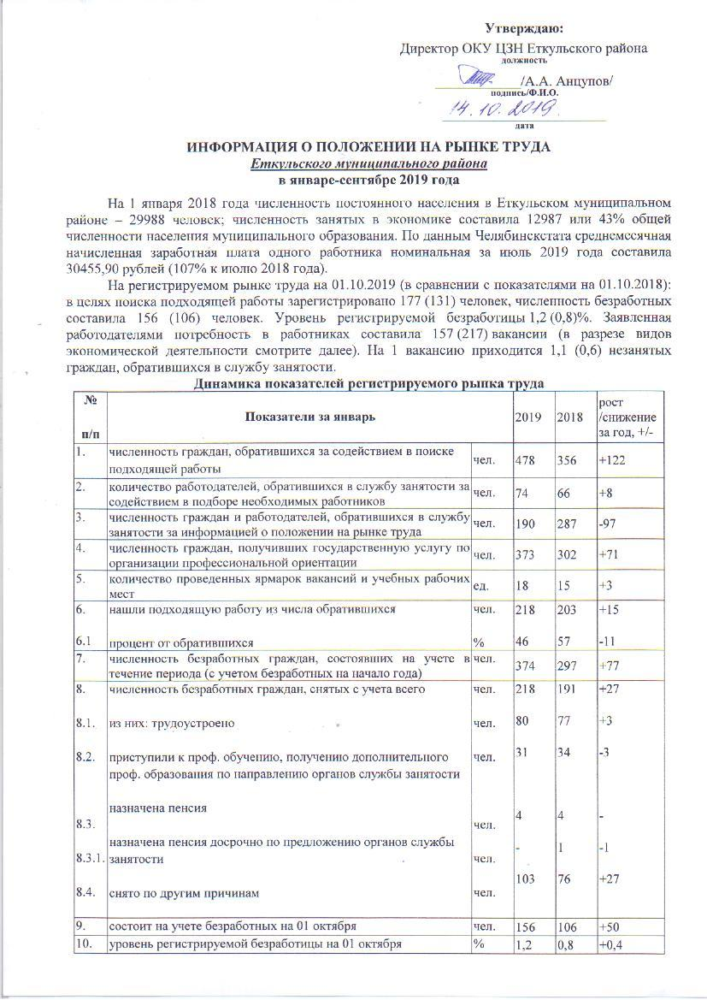 Утверждаю:
Директор ОКУ ЦЗН Еткульского района
должность
/А.А. Анцупов/
подпись/Ф.И.О.
14.10.2019.
дата
ИНФОРМАЦИЯ О ПОЛОЖЕНИИ НА РЫНКЕ ТРУДА
Еткульского муниципального района
в январе-сентябре 2019 года
На 1 января 2018 года численность постоянного населения в Еткульском муниципальном
районе – 29988 человек; численность занятых в экономике составила 12987 или 43% общей
численности населения муниципального образования. По данным Челябинскстата среднемесячная
начисленная заработная плата одного работника номинальная за июль 2019 года составила
30455,90 рублей (107% к июлю 2018 года).
На регистрируемом рынке труда на 01.10.2019 (в сравнении с показателями на 01.10.2018):
в целях поиска подходящей работы зарегистрировано 177 (131) человек, численность безработных
составила 156 (106) человек. Уровень регистрируемой безработицы 1,2 (0,8)%. Заявленная
работодателями потребность в работниках составила 157 (217) вакансии (в разрезе видов
экономической деятельности смотрите далее). На 1 вакансию приходится 1,1 (0,6) незанятых
граждан, обратившихся в службу занятости.
Динамика показателей регистрируемого рынка труда
№ п/п Показатели за январь 2019 2018 рост /снижение за год, +/-
1. численность граждан, обратившихся за содействием в поиске
подходящей работы чел. 478 356 +122
2. количество работодателей, обратившихся в службу занятости за
содействием в подборе необходимых работников чел. 74 66 +8
3. численность граждан и работодателей, обратившихся в службу
занятости за информацией о положении на рынке труда чел. 190 287 -97
4. численность граждан, получивших государственную услугу по
организации профессиональной ориентации чел. 373 302 +71
5. количество проведенных ярмарок вакансий и учебных рабочих
мест ед. 18 15 +3
6. нашли подходящую работу из числа обратившихся чел. 218 203 +15
6.1 процент от обратившихся % 46 57 -11
7. численность безработных граждан, состоявших на учете в
течение периода (с учетом безработных на начало года) чел. 374 297 +77
8. численность безработных граждан, снятых с учета всего чел. 218 191 +27
8.1. из них: трудоустроено чел. 80 77 +3
8.2. приступили к проф. обучению, получению дополнительного
проф. образования по направлению органов службы занятости чел. 31 34 -3
8.3. назначена пенсия чел. 4 4 -
8.3.1. назначена пенсия досрочно по предложению органов службы
занятости чел. - 1 -1
8.4. снято по другим причинам чел. 103 76 +27
9. состоит на учете безработных на 01 октября чел. 156 106 +50
10. уровень регистрируемой безработицы на 01 октября % 1,2 0,8 +0,4